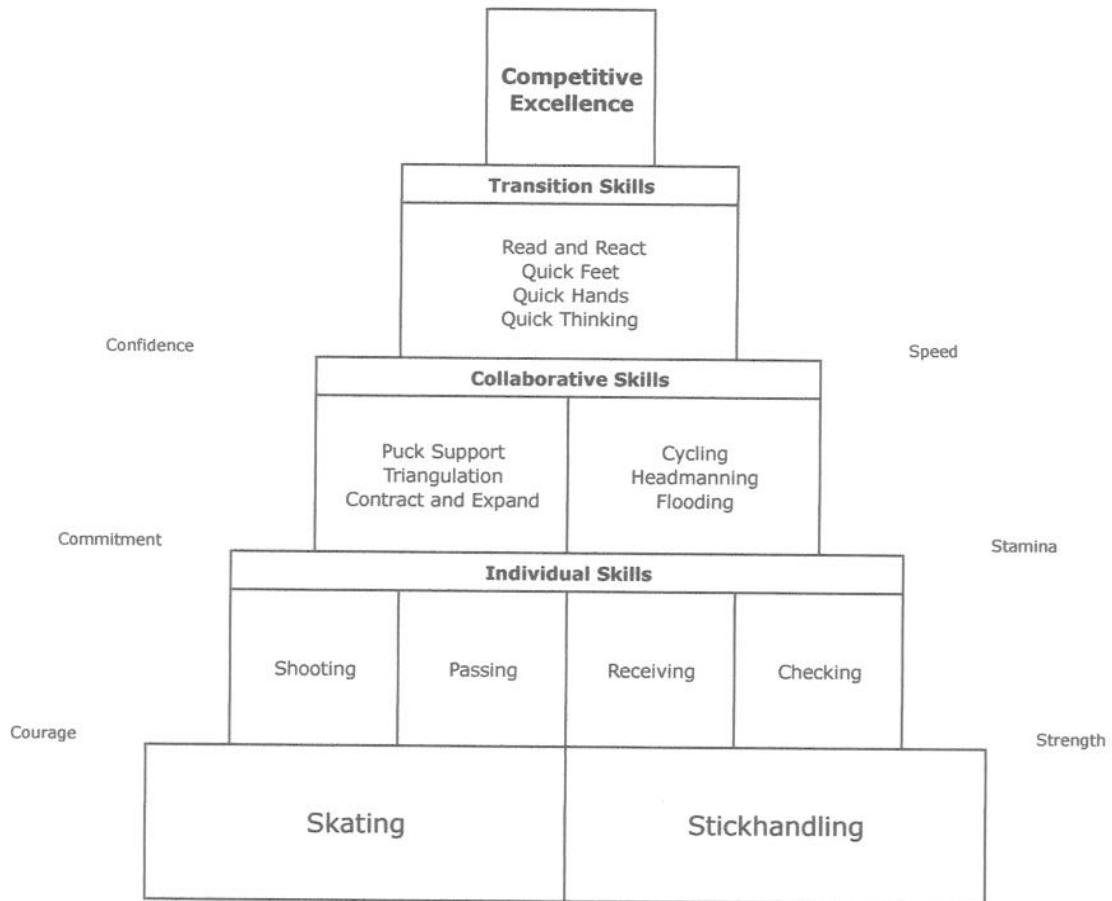 Competitive
Excellence
Transition Skills
Read and React
Quick Feet
Quick Hands
Quick Thinking
Confidence
Speed
Collaborative Skills
Puck Support
Triangulation
Contract and Expand
Cycling
Headmanning
Flooding
Commitment
Stamina
Individual Skills
Shooting
Passing
Receiving
Checking
Courage
Strength
Skating
Stickhandling